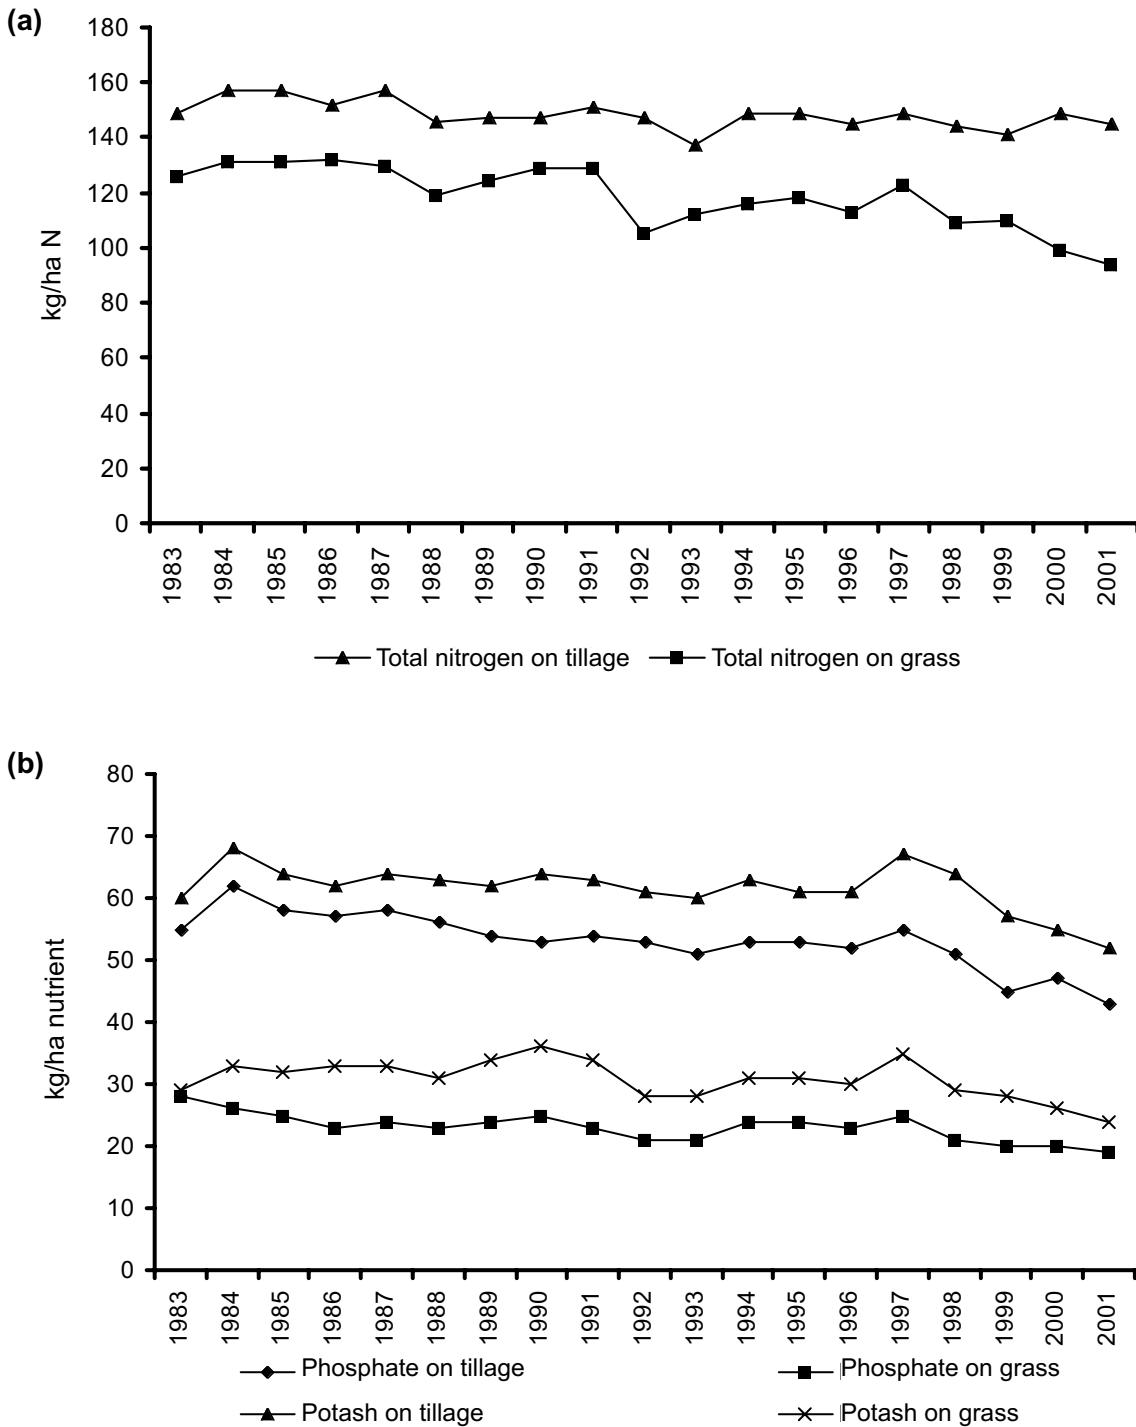 (a)
180
160
140
120
100
80
60
40
20
0
kg/ha N
1983 1984 1985 1986 1987 1988 1989 1990 1991 1992 1993 1994 1995 1996 1997 1998 1999 2000 2001
Total nitrogen on tillage Total nitrogen on grass
(b)
80
70
60
50
40
30
20
10
0
kg/ha nutrient
1983 1984 1985 1986 1987 1988 1989 1990 1991 1992 1993 1994 1995 1996 1997 1998 1999 2000 2001
Phosphate on tillage Phosphate on grass
Potash on tillage Potash on grass